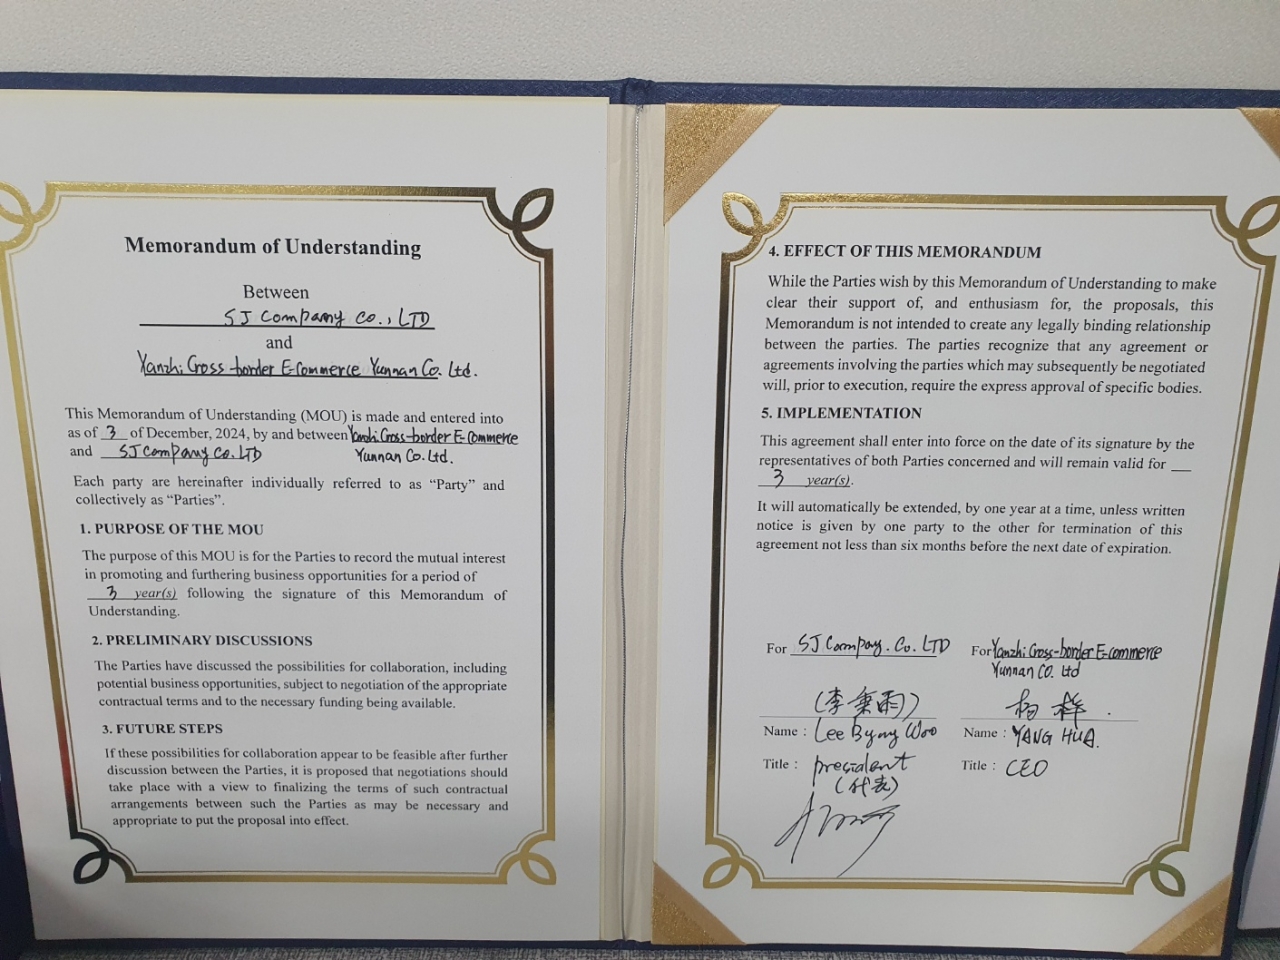 Memorandum of Understanding
Between
SJ Company Co., LTD
and
Yanzhi Cross-border E-Commerce Yunnan Co. Ltd.
This Memorandum of Understanding (MOU) is made and entered into
as of 3 of December, 2024, by and between Yanzhi Cross-border E-Commerce
and SJ Company Co. LTD Yunnan Co. Ltd.
Each party are hereinafter individually referred to as “Party” and
collectively as “Parties”.
1. PURPOSE OF THE MOU
The purpose of this MOU is for the Parties to record the mutual interest
in promoting and furthering business opportunities for a period of
3 year(s) following the signature of this Memorandum of
Understanding.
2. PRELIMINARY DISCUSSIONS
The Parties have discussed the possibilities for collaboration, including
potential business opportunities, subject to negotiation of the appropriate
contractual terms and to the necessary funding being available.
3. FUTURE STEPS
If these possibilities for collaboration appear to be feasible after further
discussion between the Parties, it is proposed that negotiations should
take place with a view to finalizing the terms of such contractual
arrangements between such the Parties as may be necessary and
appropriate to put the proposal into effect.
4. EFFECT OF THIS MEMORANDUM
While the Parties wish by this Memorandum of Understanding to make
clear their support of, and enthusiasm for, the proposals, this
Memorandum is not intended to create any legally binding relationship
between the parties. The parties recognize that any agreement or
agreements involving the parties which may subsequently be negotiated
will, prior to execution, require the express approval of specific bodies.
5. IMPLEMENTATION
This agreement shall enter into force on the date of its signature by the
representatives of both Parties concerned and will remain valid for
3 year(s).
It will automatically be extended, by one year at a time, unless written
notice is given by one party to the other for termination of this
agreement not less than six months before the next date of expiration.
For SJ Company. Co. LTD For Yanzhi Cross-border E-commerce
Yunnan CO. Ltd
(李秉雨) 杨
Name : Lee Byung Woo Name : YANG HUA.
Title : president Title : CEO
(代表)